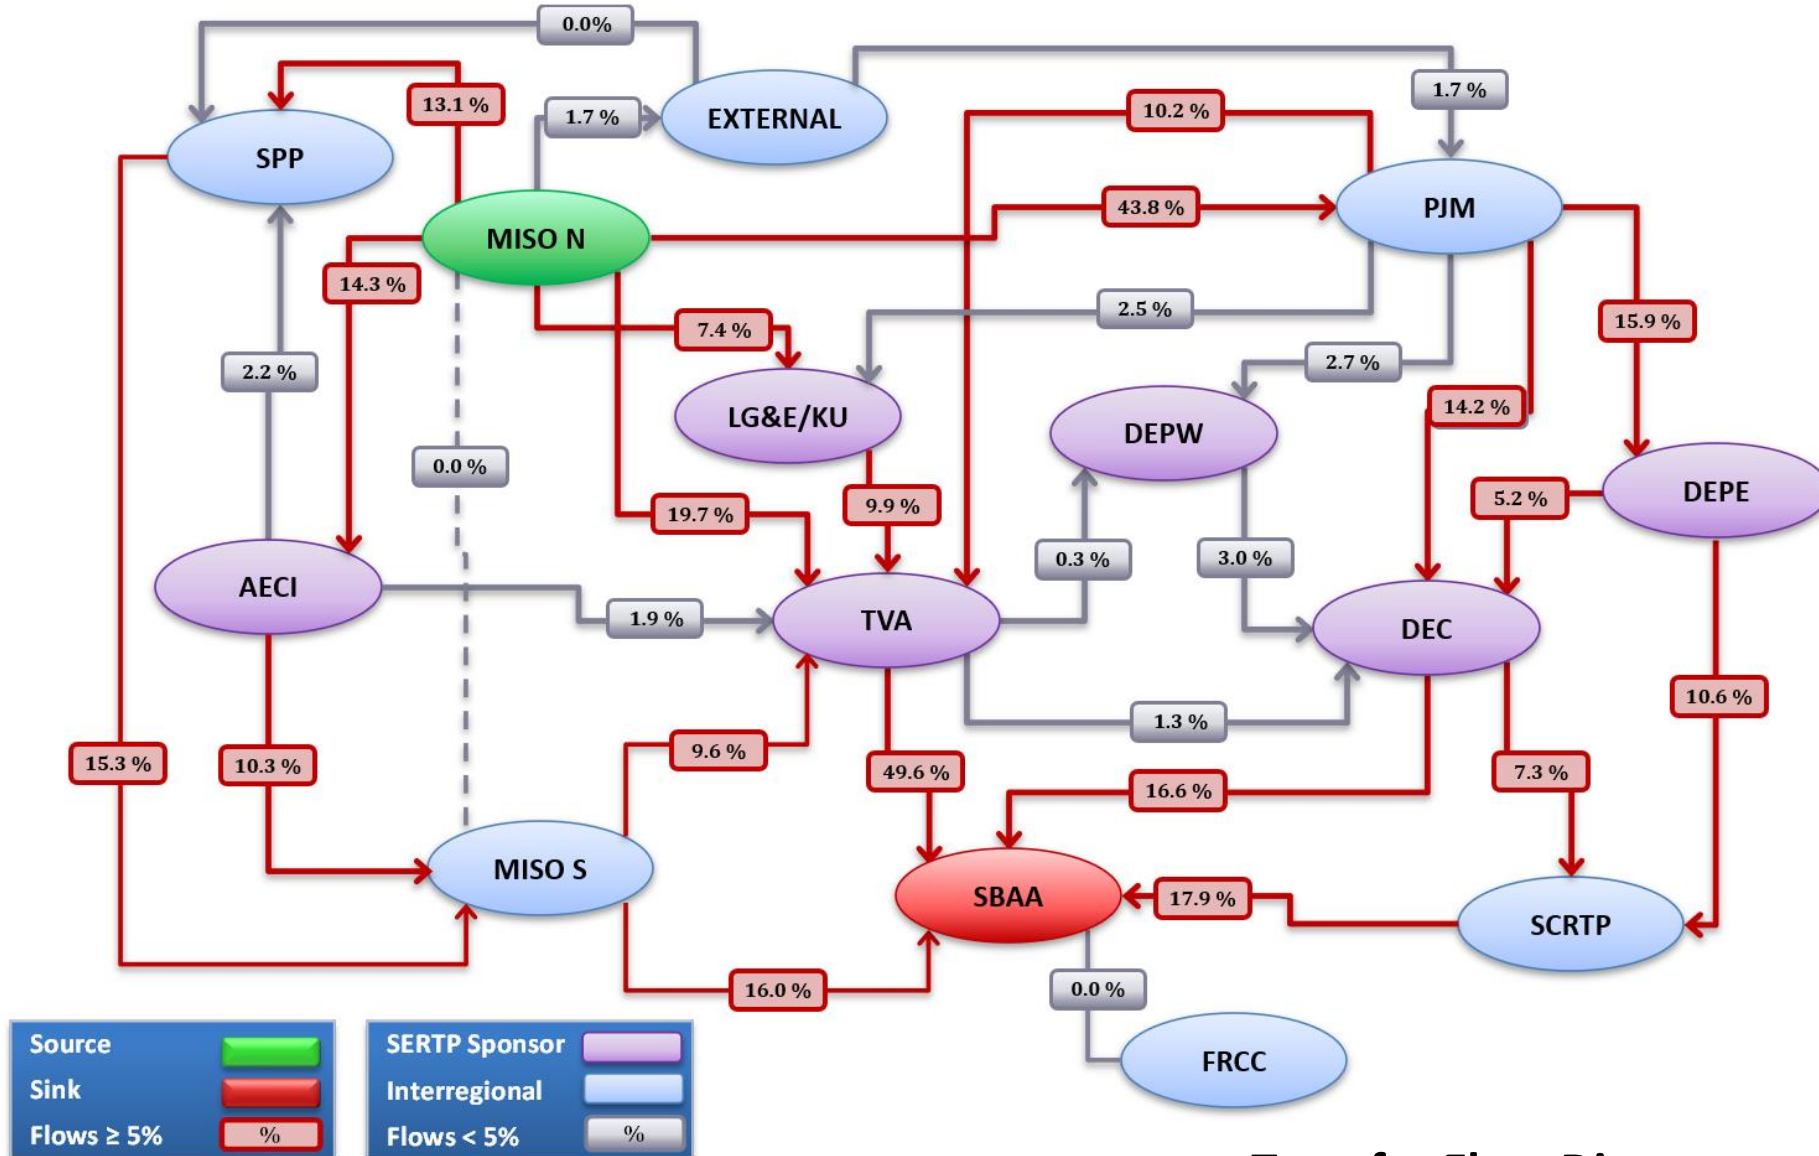 0.0%
1.7 %
13.1 %
10.2 %
1.7 %
EXTERNAL
SPP
43.8 %
PJM
MISO N
14.3 %
2.5 %
15.9 %
7.4 %
2.7 %
2.2 %
14.2 %
LG&E/KU
DEPW
0.0 %
DEPE
5.2 %
9.9 %
19.7 %
0.3 %
3.0 %
AECI
1.9 %
TVA
DEC
10.6 %
1.3 %
9.6 %
15.3 %
10.3 %
49.6 %
7.3 %
16.6 %
MISO S
SBAA
17.9 %
SCRTP
16.0 %
0.0 %
FRCC
Source
Sink
Flows ≥ 5% %
SERTP Sponsor
Interregional
Flows < 5% %